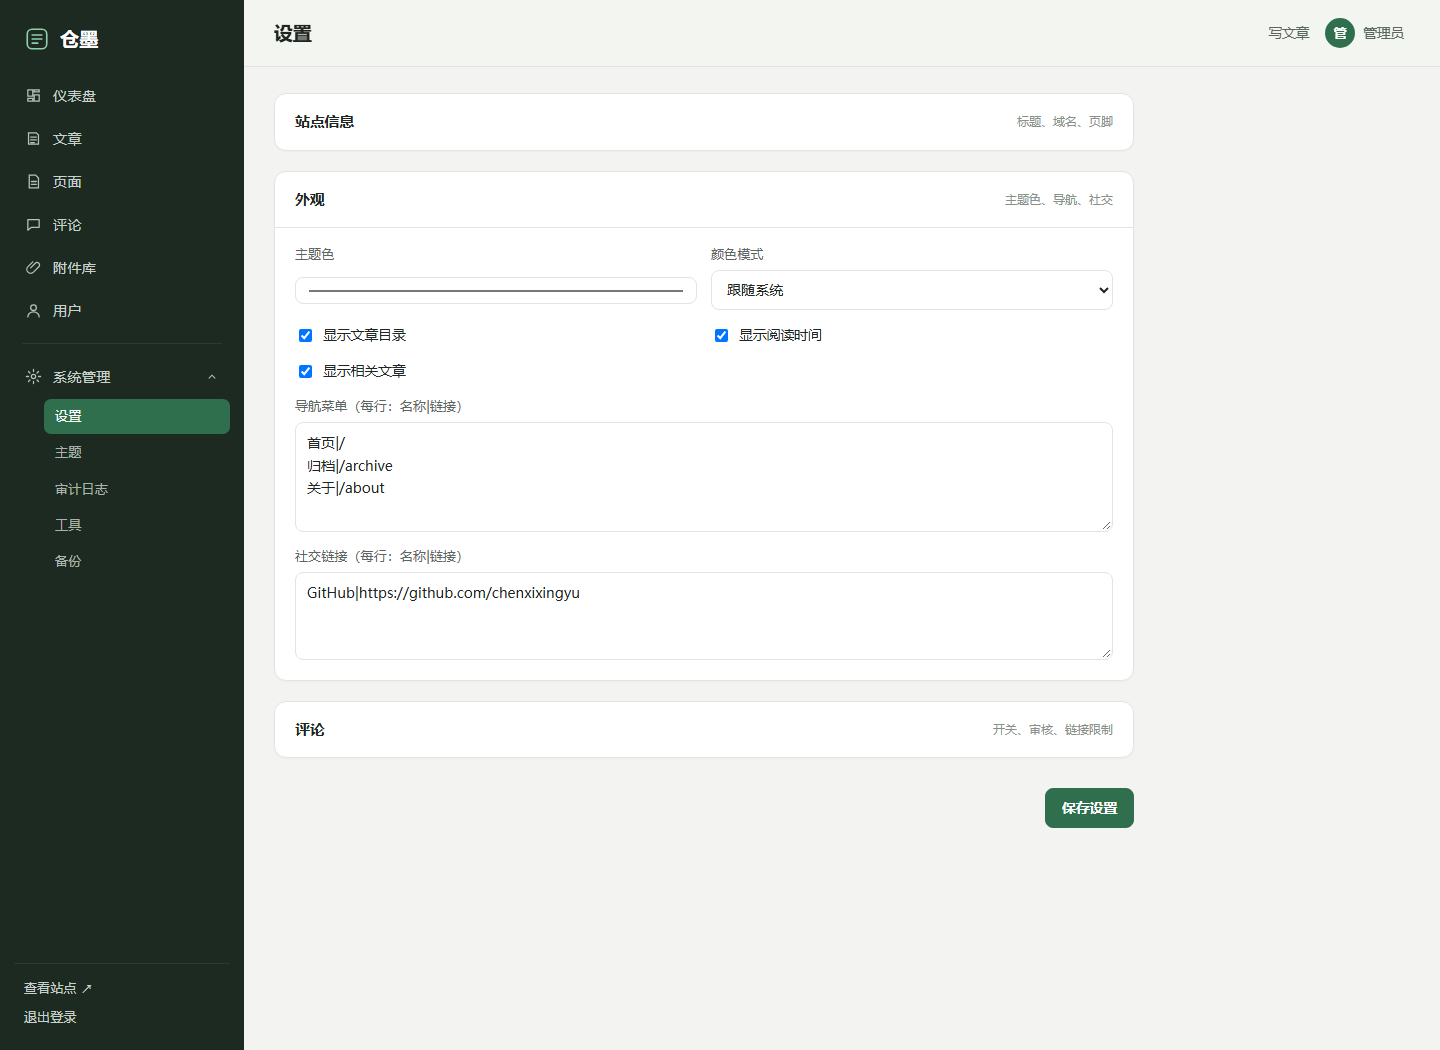 仓墨
仪表盘
文章
页面
评论
附件库
用户
系统管理
设置
主题
审计日志
工具
备份
查看站点 ↗
退出登录
设置
写文章
管
管理员
站点信息
标题、域名、页脚
外观
主题色、导航、社交
主题色
颜色模式
跟随系统
显示文章目录
显示阅读时间
显示相关文章
导航菜单（每行：名称|链接）
首页|/
归档|/archive
关于|/about
社交链接（每行：名称|链接）
GitHub|https://github.com/chenxixingyu
评论
开关、审核、链接限制
保存设置